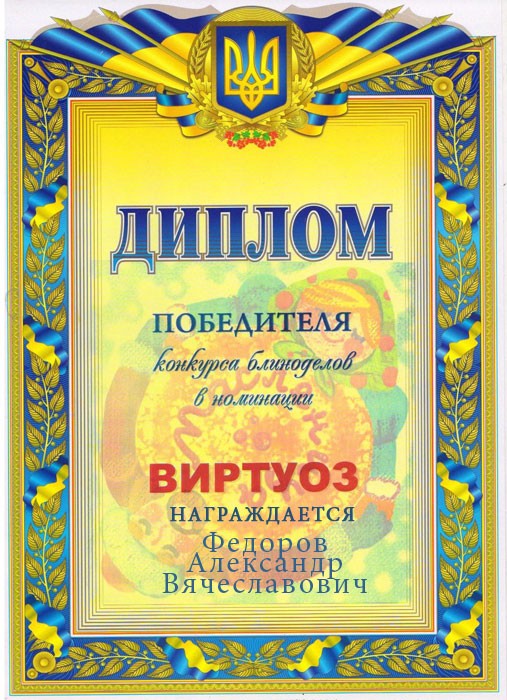 ДИПЛОМ
ПОБЕДИТЕЛЯ
конкурса блиноделов
в номинации
ВИРТУОЗ
НАГРАЖДАЕТСЯ
Федоров
Александр
Вячеславович